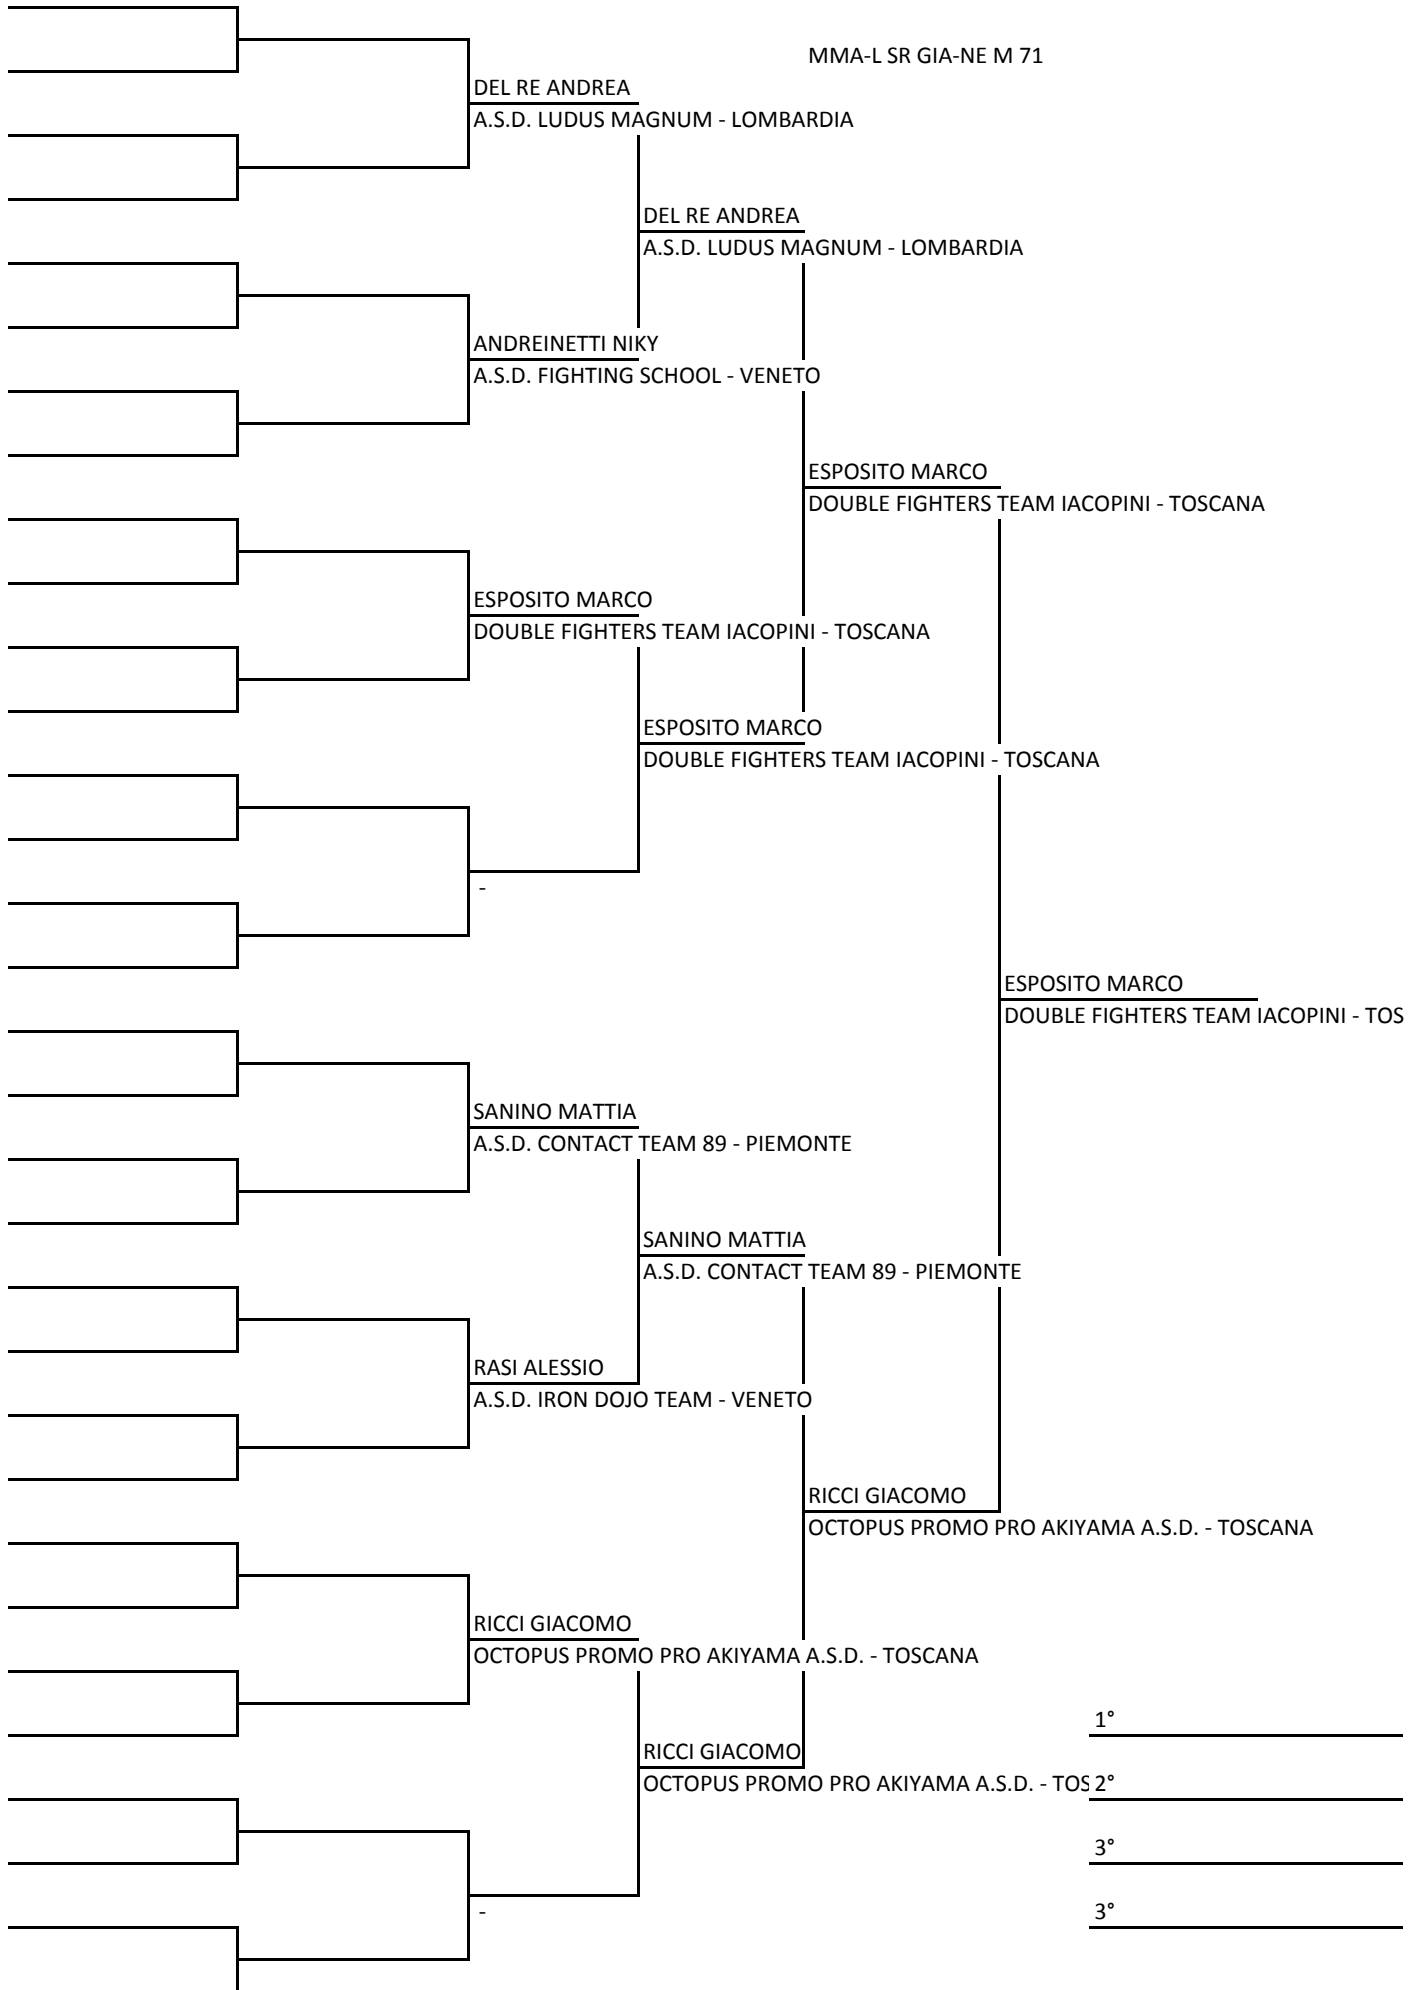 MMA-L SR GIA-NE M 71
DEL RE ANDREA
A.S.D. LUDUS MAGNUM - LOMBARDIA
DEL RE ANDREA
A.S.D. LUDUS MAGNUM - LOMBARDIA
ANDREINETTI NIKY
A.S.D. FIGHTING SCHOOL - VENETO
ESPOSITO MARCO
DOUBLE FIGHTERS TEAM IACOPINI - TOSCANA
ESPOSITO MARCO
DOUBLE FIGHTERS TEAM IACOPINI - TOSCANA
ESPOSITO MARCO
DOUBLE FIGHTERS TEAM IACOPINI - TOSCANA
-
ESPOSITO MARCO
DOUBLE FIGHTERS TEAM IACOPINI - TOS
SANINO MATTIA
A.S.D. CONTACT TEAM 89 - PIEMONTE
SANINO MATTIA
A.S.D. CONTACT TEAM 89 - PIEMONTE
RASI ALESSIO
A.S.D. IRON DOJO TEAM - VENETO
RICCI GIACOMO
OCTOPUS PROMO PRO AKIYAMA A.S.D. - TOSCANA
RICCI GIACOMO
OCTOPUS PROMO PRO AKIYAMA A.S.D. - TOSCANA
1°
RICCI GIACOMO
OCTOPUS PROMO PRO AKIYAMA A.S.D. - TOS
2°
3°
3°
-